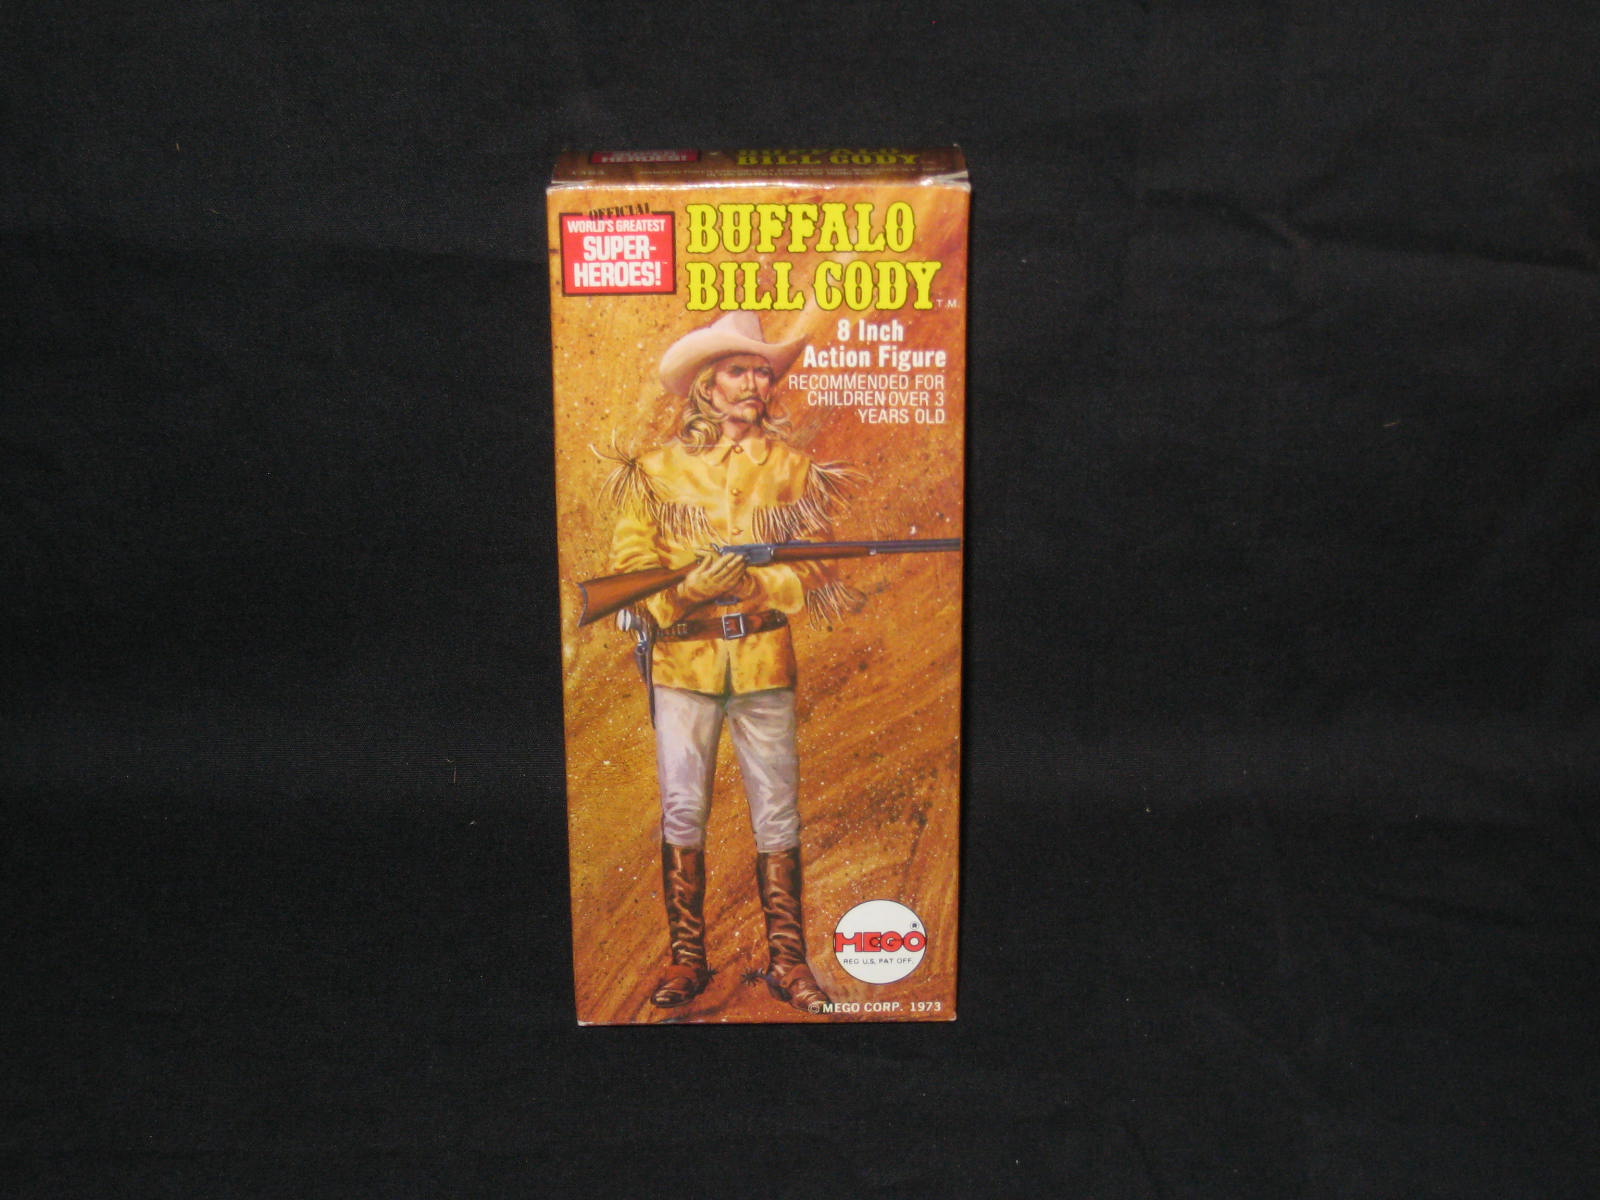 HEROES!
BUFFALO
BILL CODY
OFFICIAL
WORLD'S GREATEST
SUPER-
HEROES!™
BUFFALO
BILL CODY T.M.
8 Inch
Action Figure
RECOMMENDED FOR
CHILDREN OVER 3
YEARS OLD
MEGO ®
REG U.S. PAT OFF.
© MEGO CORP. 1973